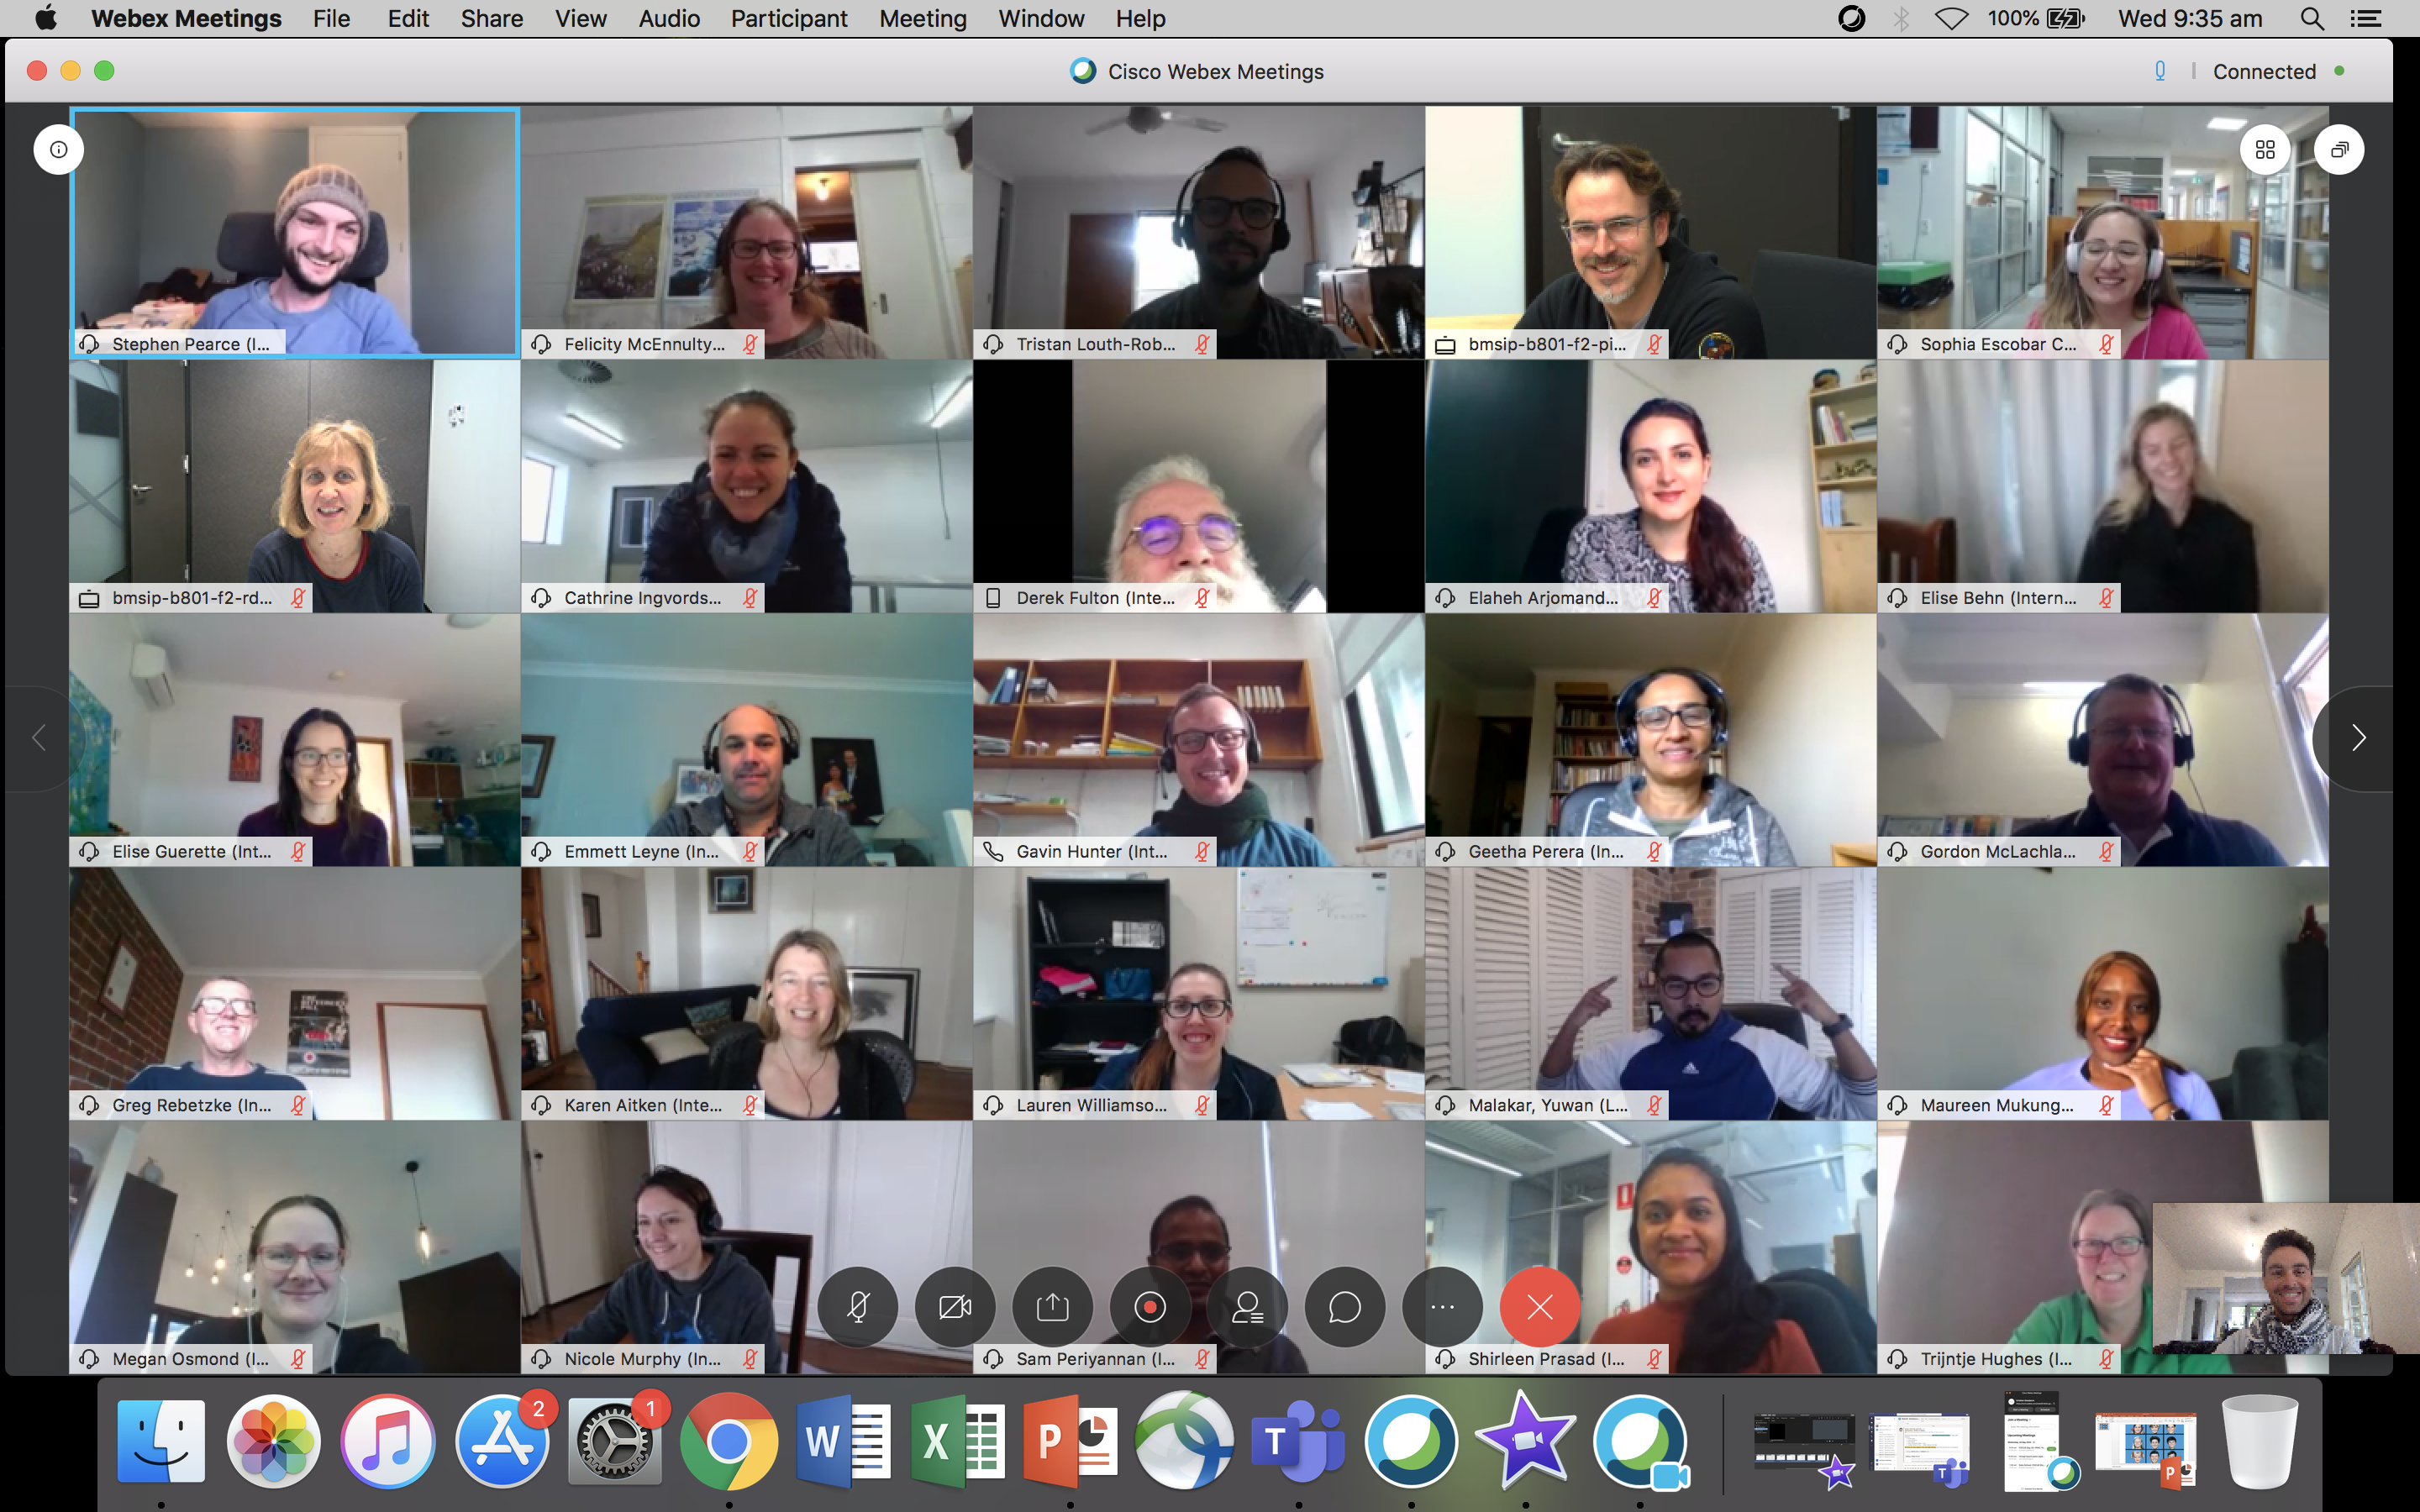 Webex Meetings File Edit Share View Audio Participant Meeting Window Help 100% Wed 9:35 am
Cisco Webex Meetings Connected
Stephen Pearce (I...
Felicity McEnnulty...
Tristan Louth-Rob...
bmsip-b801-f2-pi...
Sophia Escobar C...
bmsip-b801-f2-rd...
Cathrine Ingvords...
Derek Fulton (Inte...
Elaheh Arjomand...
Elise Behn (Intern...
Elise Guerette (Int...
Emmett Leyne (In...
Gavin Hunter (Int...
Geetha Perera (In...
Gordon McLachla...
Greg Rebetzke (In...
Karen Aitken (Inte...
Lauren Williamso...
Malakar, Yuwan (L...
Maureen Mukung...
Megan Osmond (I...
Nicole Murphy (In...
Sam Periyannan (I...
Shirleen Prasad (I...
Trijntje Hughes (I...
2 1 W X P T
T P